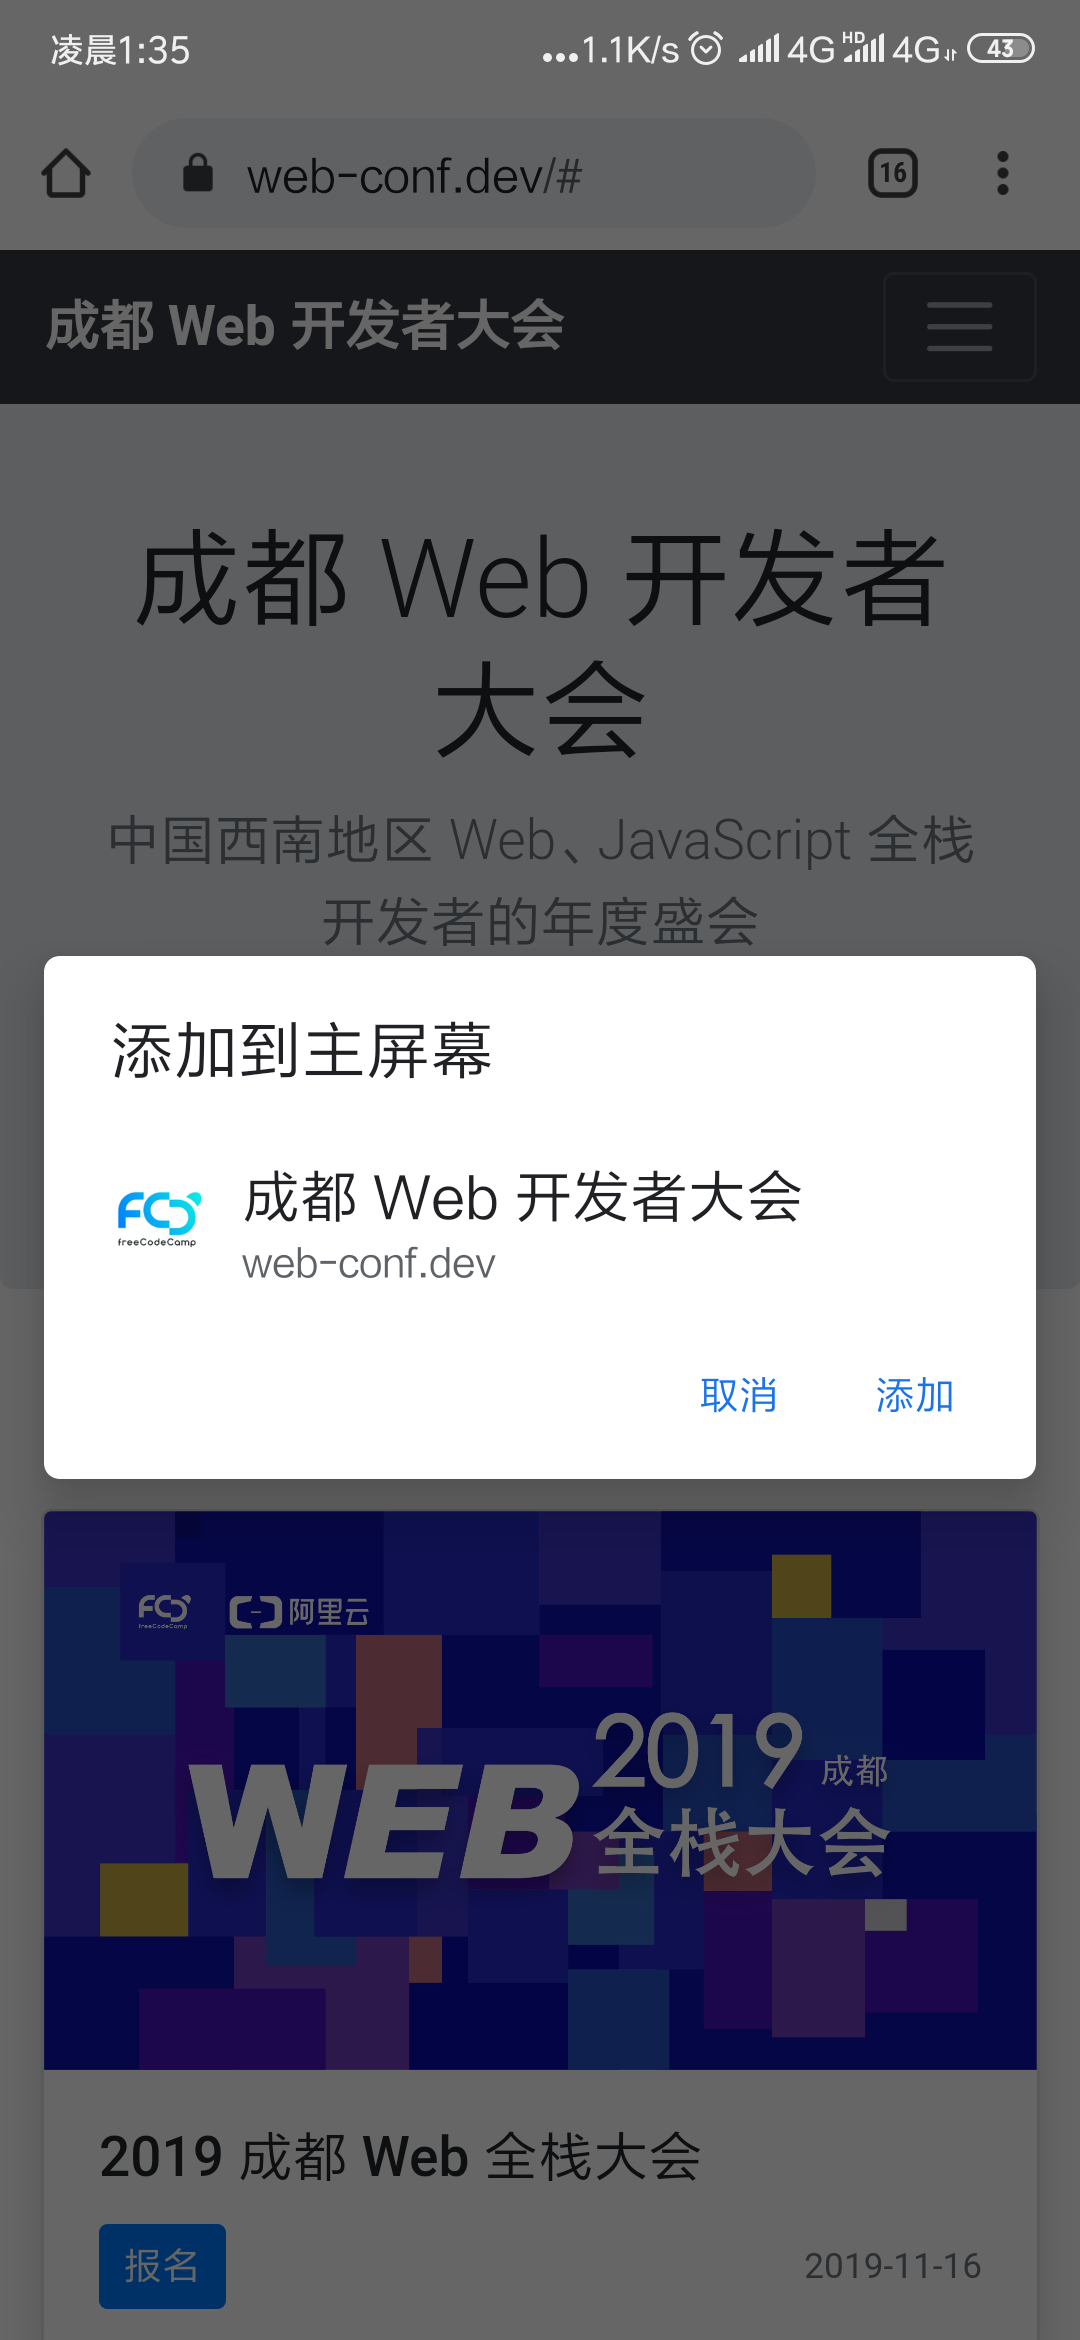 凌晨1:35
...1.1K/s 4G HD 4G 43
web-conf.dev/#
16
成都 Web 开发者大会
成都 Web 开发者
大会
中国西南地区 Web、JavaScript 全栈
开发者的年度盛会
添加到主屏幕
成都 Web 开发者大会
freeCodeCamp
web-conf.dev
取消 添加
freeCodeCamp
阿里云
WEB
2019 成都
全栈大会
2019 成都 Web 全栈大会
报名
2019-11-16